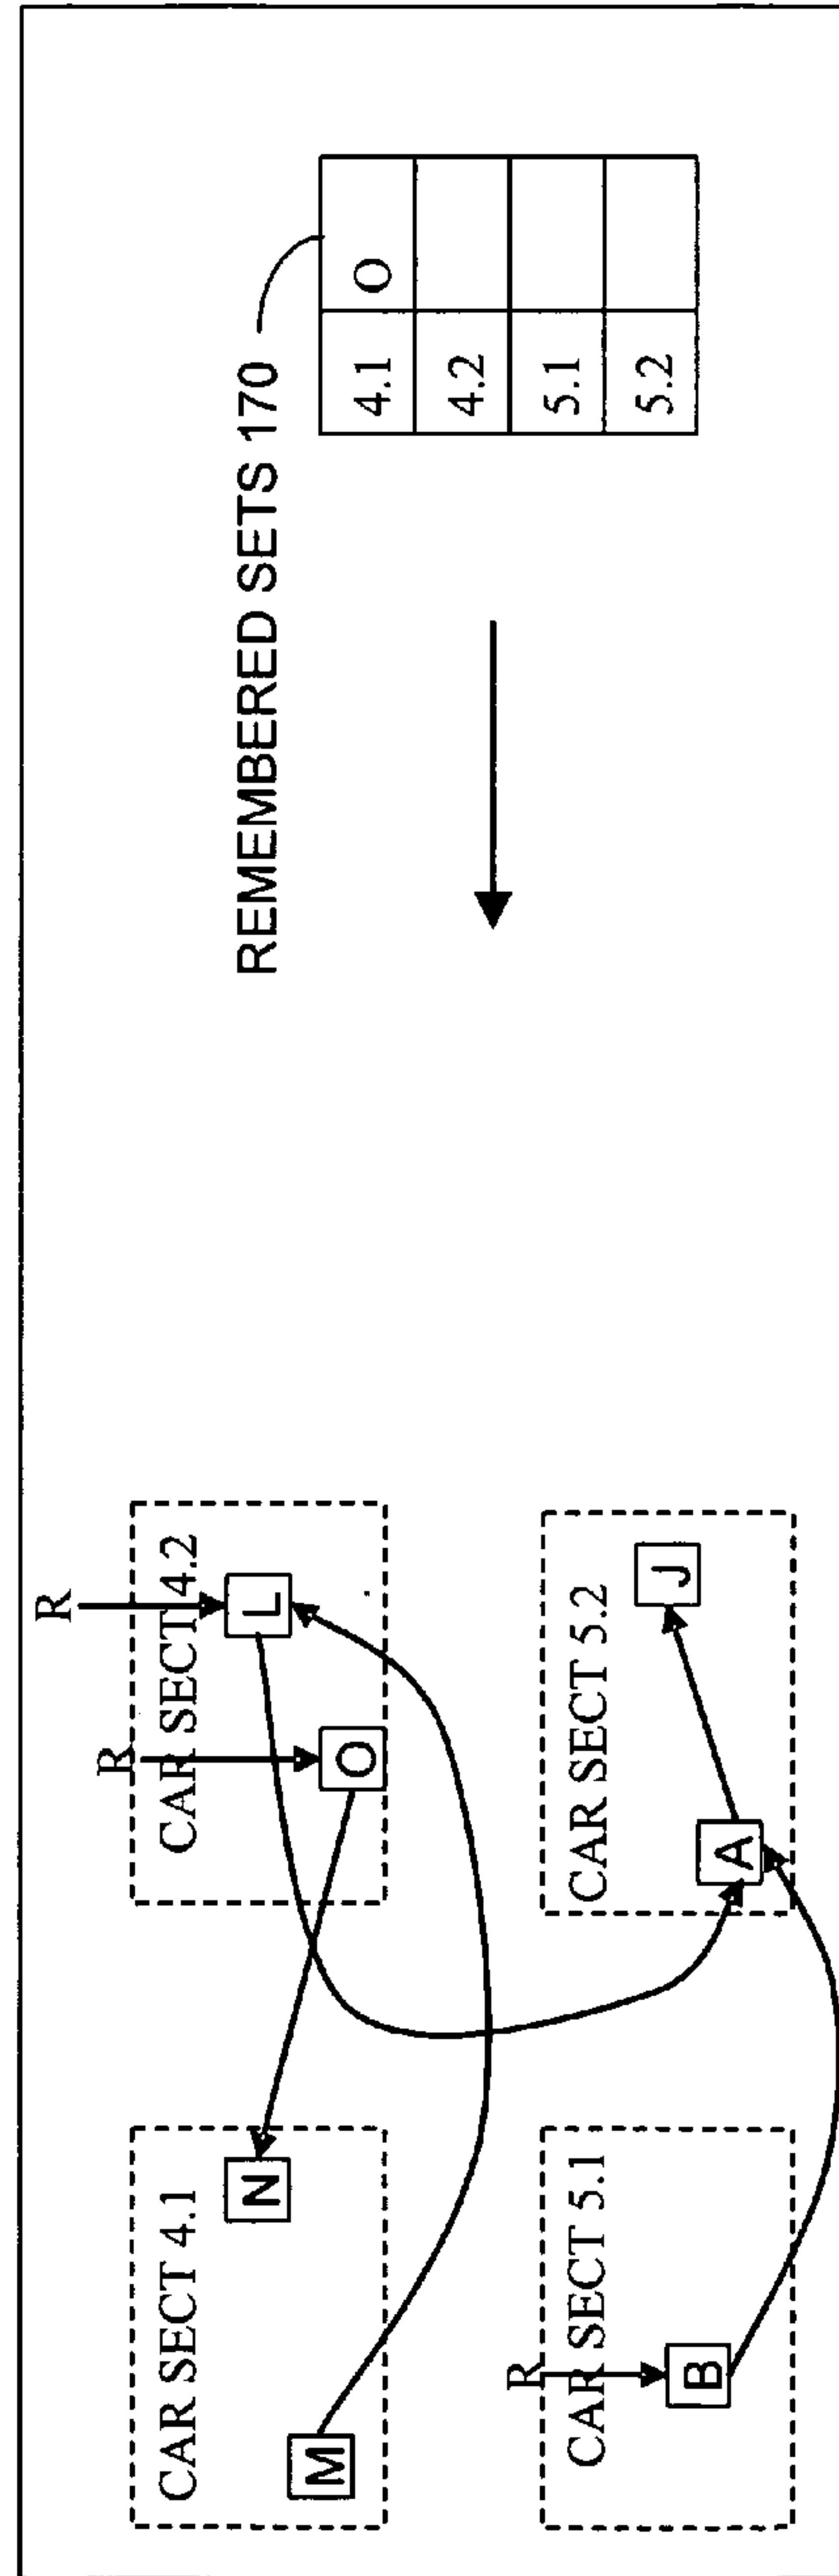 R
R
CAR SECT 4.1
CAR SECT 4.2
N
L
M
O
REMEMBERED SETS 170
4.1 O
4.2
5.1
5.2
R
CAR SECT 5.1
CAR SECT 5.2
B
A
J